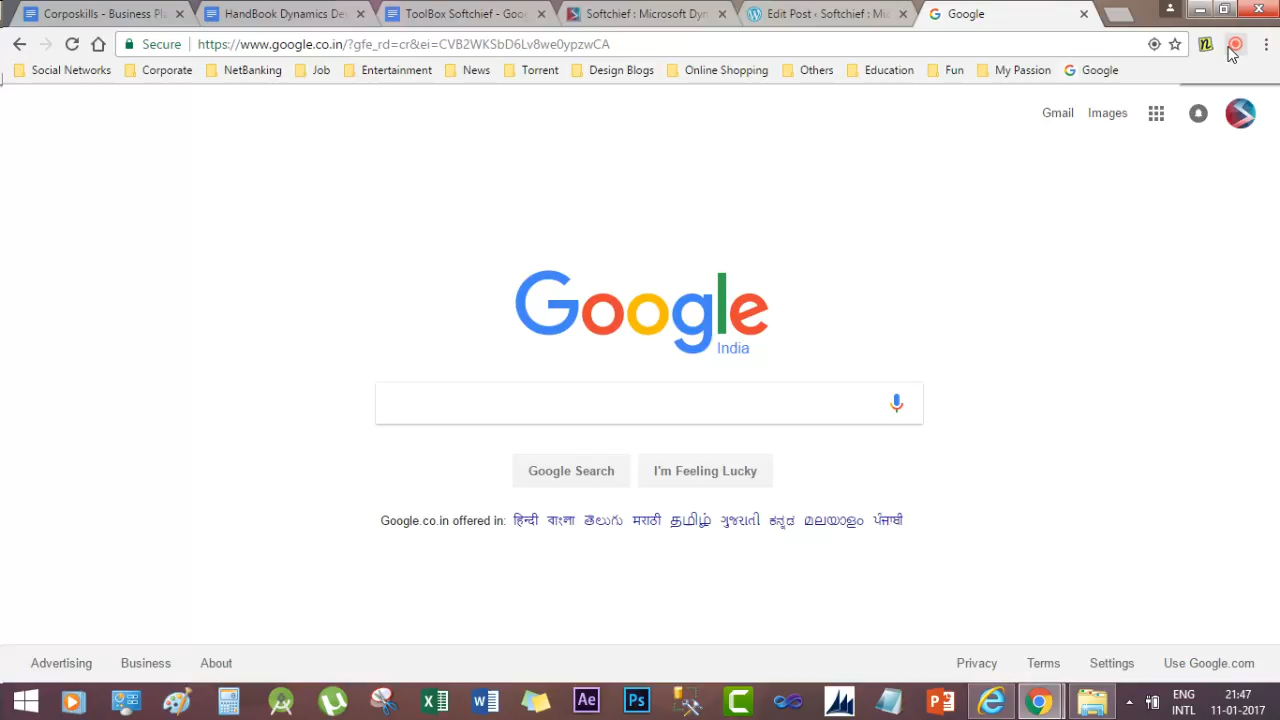 Corposkills - Business Pla
HandBook Dynamics De
ToolBox Softchief - Goo
Softchief : Microsoft Dyn
Edit Post ‹ Softchief : Mic
Google
Secure
https://www.google.co.in/?gfe_rd=cr&ei=CVB2WKSbD6Lv8we0ypzwCA
Social Networks
Corporate
NetBanking
Job
Entertainment
News
Torrent
Design Blogs
Online Shopping
Others
Education
Fun
My Passion
Google
Gmail
Images
Google
India
Google Search
I'm Feeling Lucky
Google.co.in offered in: हिन्दी বাংলা తెలుగు मराठी தமிழ் ગુજરાતી ಕನ್ನಡ മലയാളം ਪੰਜਾਬੀ
Advertising
Business
About
Privacy
Terms
Settings
Use Google.com
Ae
Ps
ENG
INTL
21:47
11-01-2017